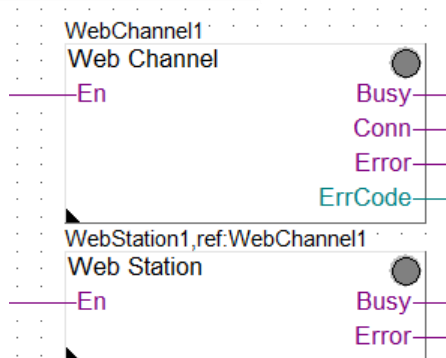 WebChannel1
Web Channel
En Busy
Conn
Error
ErrCode
WebStation1,ref:WebChannel1
Web Station
En Busy
Error